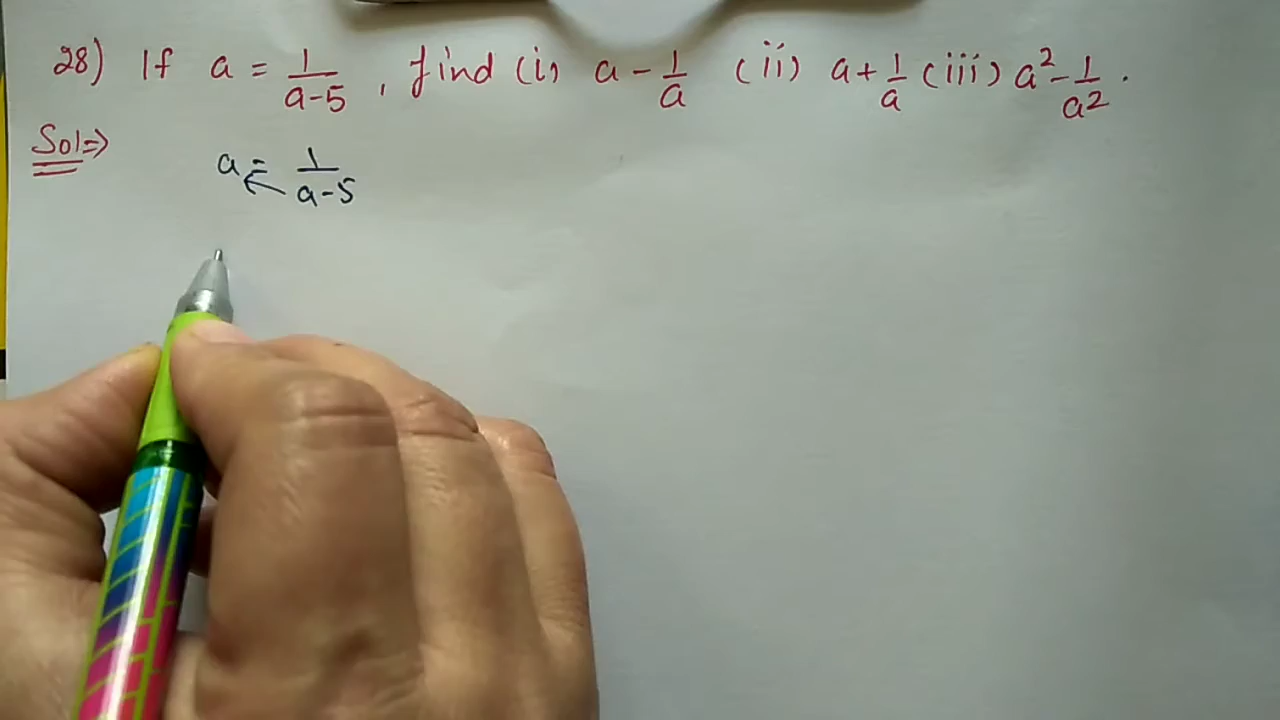 28) If a = 1/(a-5), find (i) a - 1/a (ii) a + 1/a (iii) a² - 1/a².
Sol⇒
a = 1/(a-5)